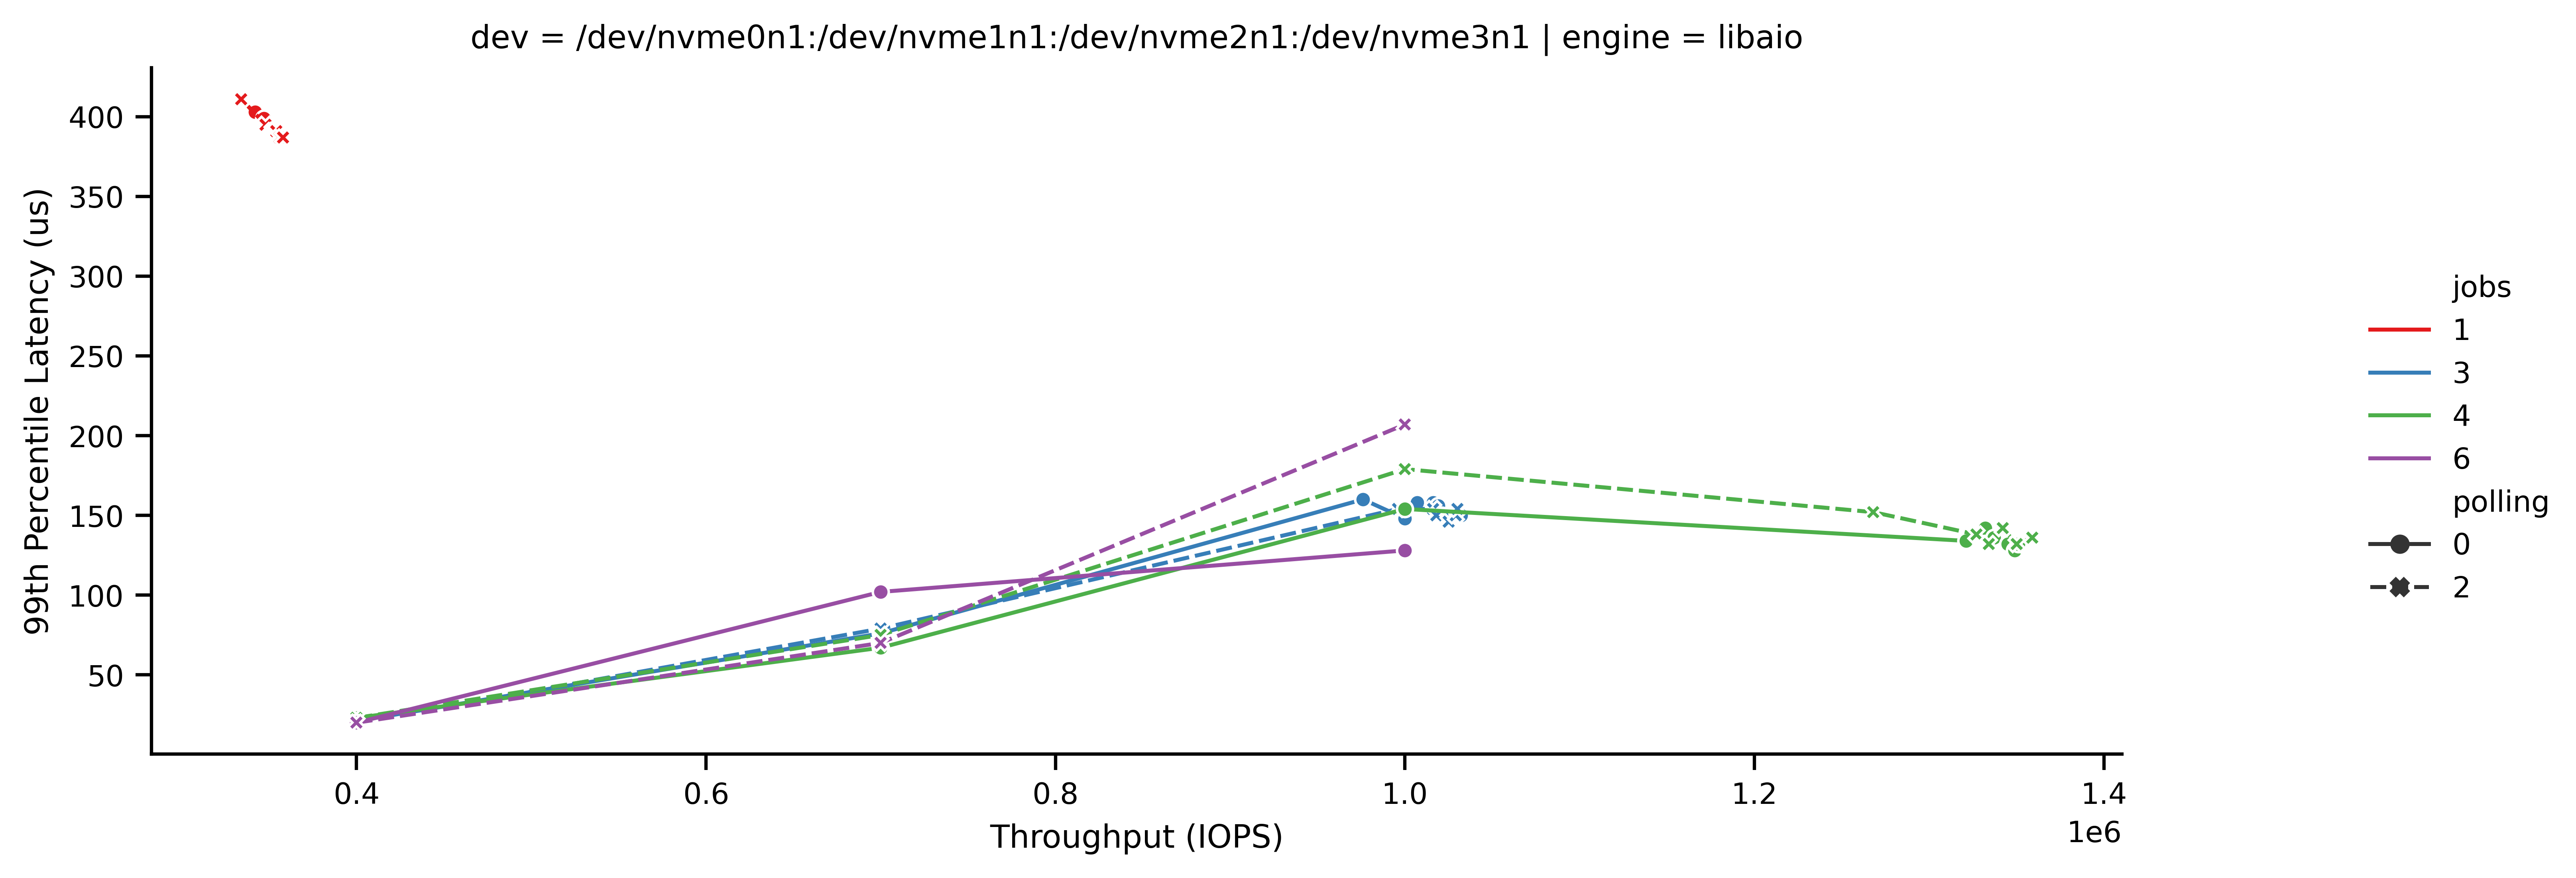 dev = /dev/nvme0n1:/dev/nvme1n1:/dev/nvme2n1:/dev/nvme3n1 | engine = libaio
99th Percentile Latency (us)
400
350
300
250
200
150
100
50
0.4 0.6 0.8 1.0 1.2 1.4
1e6
Throughput (IOPS)
jobs
1
3
4
6
polling
0
2